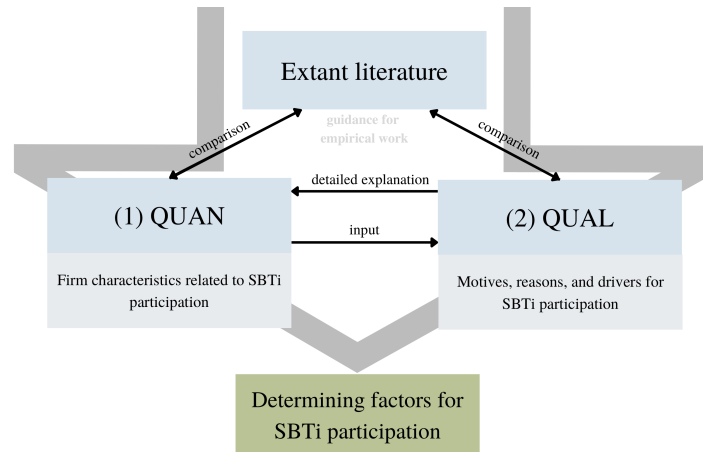 Extant literature
guidance for
empirical work
comparison
comparison
detailed explanation
(1) QUAN
(2) QUAL
input
Firm characteristics related to SBTi
participation
Motives, reasons, and drivers for
SBTi participation
Determining factors for
SBTi participation